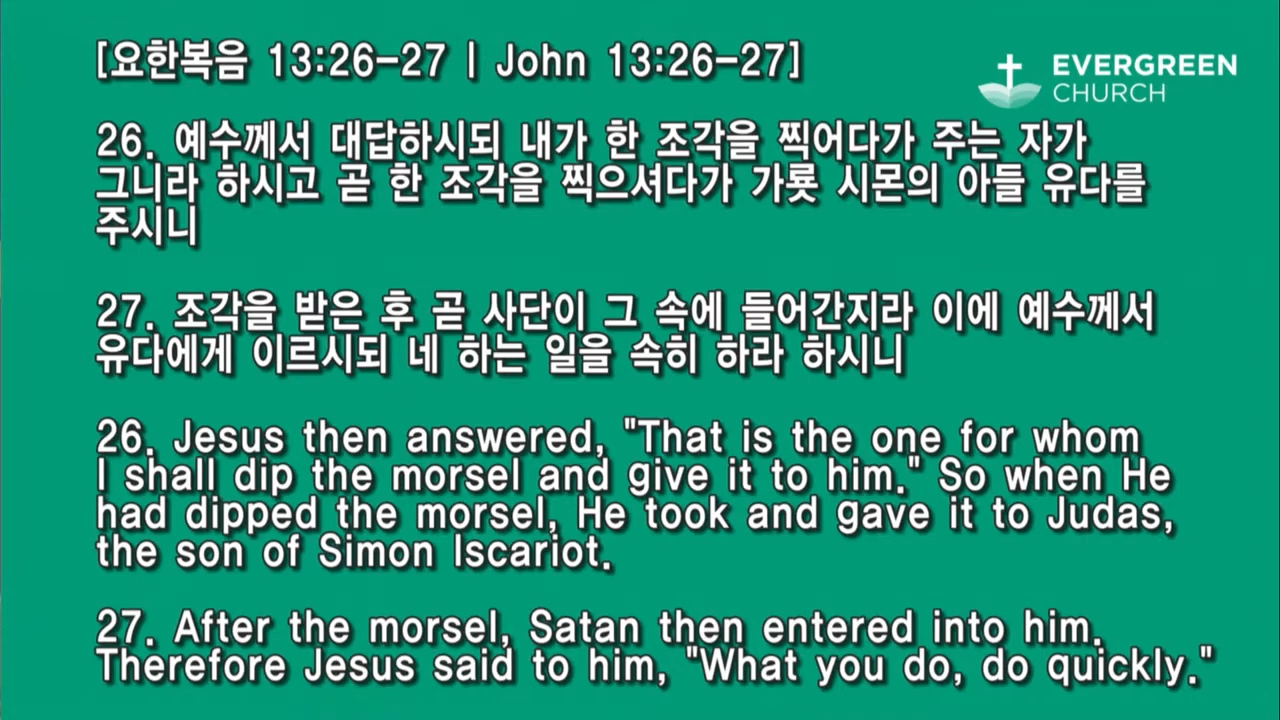 [요한복음 13:26-27 | John 13:26-27]
EVERGREEN
CHURCH
26. 예수께서 대답하시되 내가 한 조각을 찍어다가 주는 자가
그니라 하시고 곧 한 조각을 찍으셔다가 가룟 시몬의 아들 유다를
주시니
27. 조각을 받은 후 곧 사단이 그 속에 들어간지라 이에 예수께서
유다에게 이르시되 네 하는 일을 속히 하라 하시니
26. Jesus then answered, "That is the one for whom
I shall dip the morsel and give it to him." So when He
had dipped the morsel, He took and gave it to Judas,
the son of Simon Iscariot.
27. After the morsel, Satan then entered into him.
Therefore Jesus said to him, "What you do, do quickly."